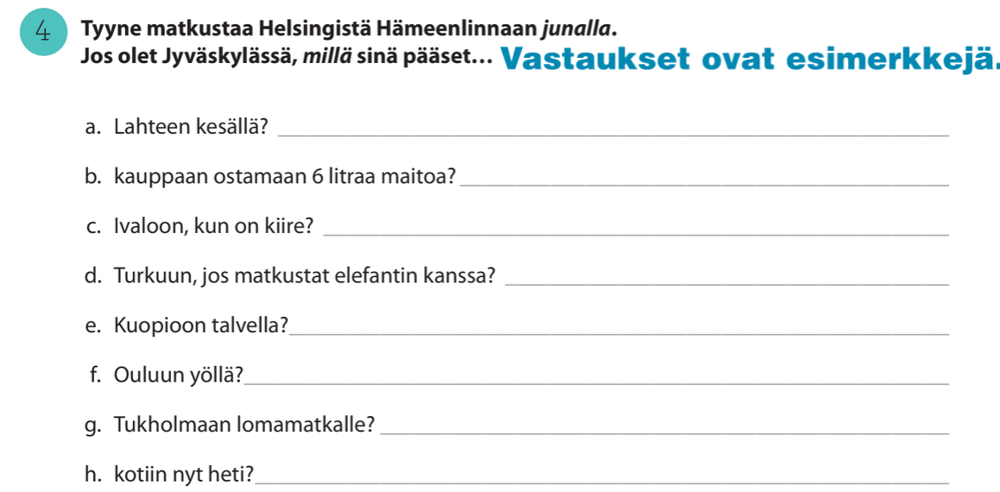 4 Tyyne matkustaa Helsingistä Hämeenlinnaan junalla.
Jos olet Jyväskylässä, millä sinä pääset… Vastaukset ovat esimerkkejä.
a. Lahteen kesällä?
b. kauppaan ostamaan 6 litraa maitoa?
c. Ivaloon, kun on kiire?
d. Turkuun, jos matkustat elefantin kanssa?
e. Kuopioon talvella?
f. Ouluun yöllä?
g. Tukholmaan lomamatkalle?
h. kotiin nyt heti?